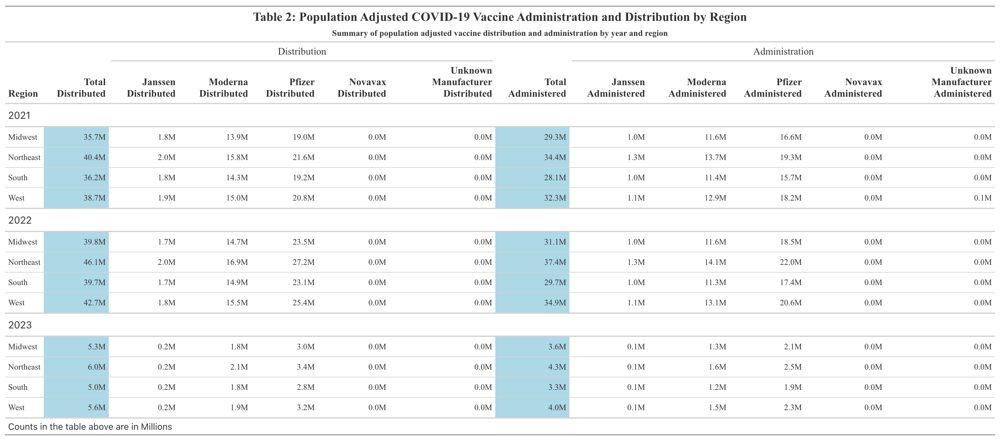 Table 2: Population Adjusted COVID-19 Vaccine Administration and Distribution by Region
Summary of population adjusted vaccine distribution and administration by year and region
Distribution Administration
Region Total Distributed Janssen Distributed Moderna Distributed Pfizer Distributed Novavax Distributed Unknown Manufacturer Distributed Total Administered Janssen Administered Moderna Administered Pfizer Administered Novavax Administered Unknown Manufacturer Administered
2021
Midwest 35.7M 1.8M 13.9M 19.0M 0.0M 0.0M 29.3M 1.0M 11.6M 16.6M 0.0M 0.0M
Northeast 40.4M 2.0M 15.8M 21.6M 0.0M 0.0M 34.4M 1.3M 13.7M 19.3M 0.0M 0.0M
South 36.2M 1.8M 14.3M 19.2M 0.0M 0.0M 28.1M 1.0M 11.4M 15.7M 0.0M 0.0M
West 38.7M 1.9M 15.0M 20.8M 0.0M 0.0M 32.3M 1.1M 12.9M 18.2M 0.0M 0.1M
2022
Midwest 39.8M 1.7M 14.7M 23.5M 0.0M 0.0M 31.1M 1.0M 11.6M 18.5M 0.0M 0.0M
Northeast 46.1M 2.0M 16.9M 27.2M 0.0M 0.0M 37.4M 1.3M 14.1M 22.0M 0.0M 0.0M
South 39.7M 1.7M 14.9M 23.1M 0.0M 0.0M 29.7M 1.0M 11.3M 17.4M 0.0M 0.0M
West 42.7M 1.8M 15.5M 25.4M 0.0M 0.0M 34.9M 1.1M 13.1M 20.6M 0.0M 0.0M
2023
Midwest 5.3M 0.2M 1.8M 3.0M 0.0M 0.0M 3.6M 0.1M 1.3M 2.1M 0.0M 0.0M
Northeast 6.0M 0.2M 2.1M 3.4M 0.0M 0.0M 4.3M 0.1M 1.6M 2.5M 0.0M 0.0M
South 5.0M 0.2M 1.8M 2.8M 0.0M 0.0M 3.3M 0.1M 1.2M 1.9M 0.0M 0.0M
West 5.6M 0.2M 1.9M 3.2M 0.0M 0.0M 4.0M 0.1M 1.5M 2.3M 0.0M 0.0M
Counts in the table above are in Millions